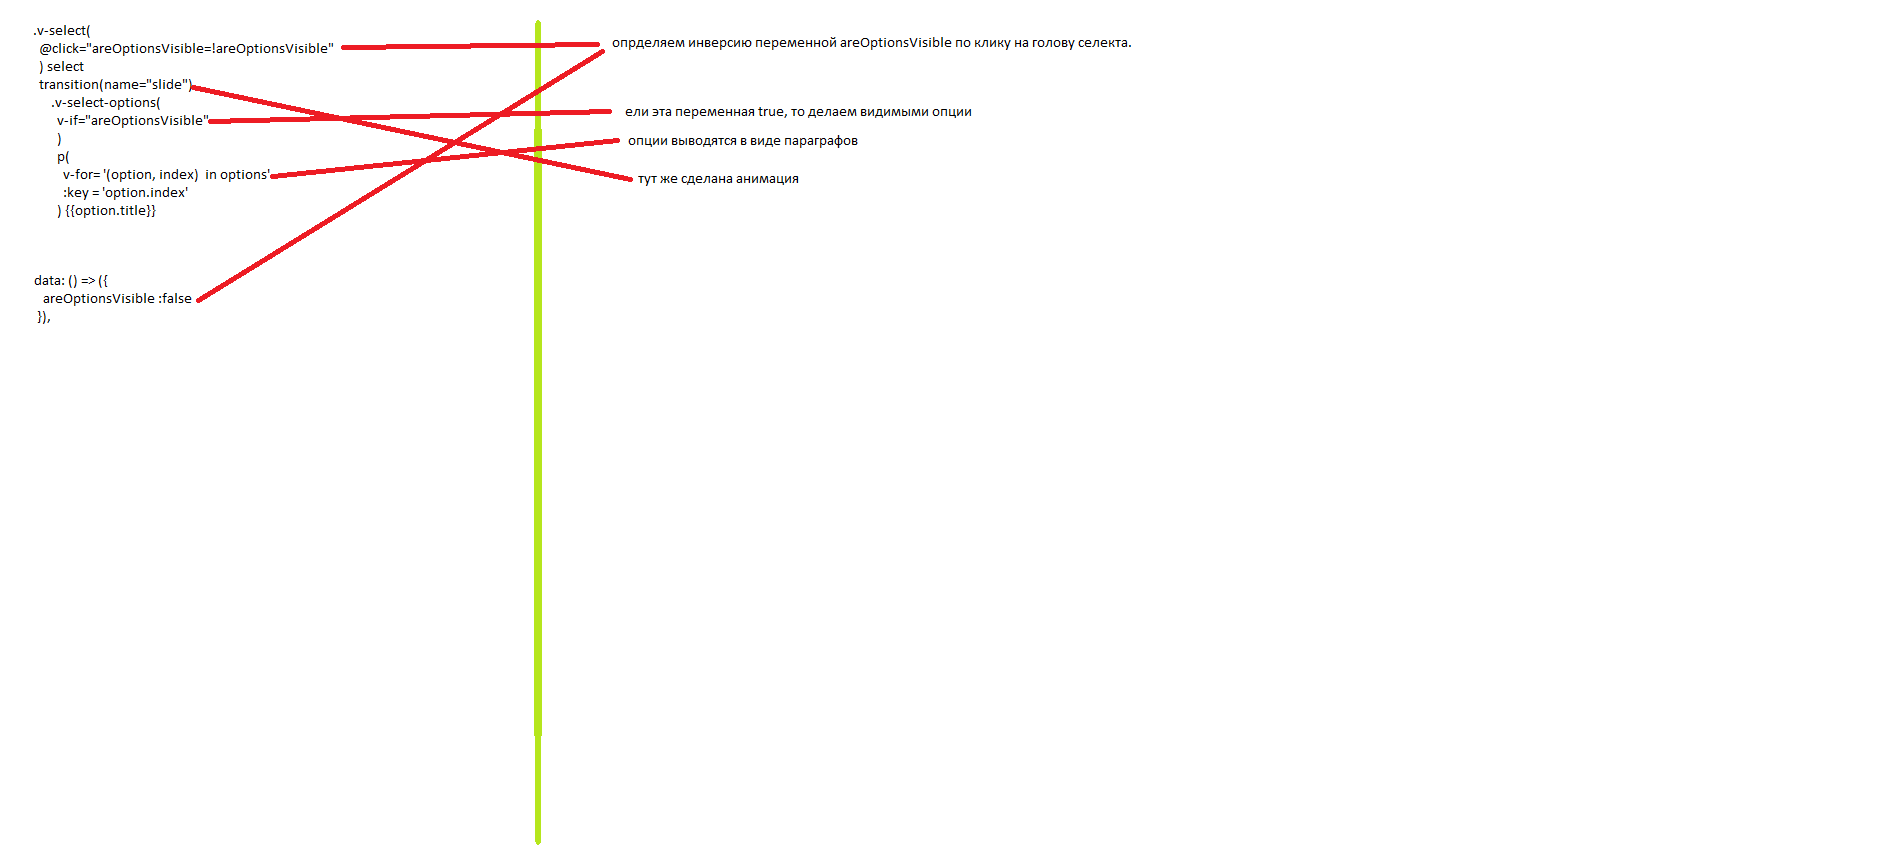 .v-select(
@click="areOptionsVisible=!areOptionsVisible"
) select
transition(name="slide")
.v-select-options(
v-if="areOptionsVisible"
)
p(
v-for= '(option, index)  in options'
:key = 'option.index'
) {{option.title}}
data: () => ({
areOptionsVisible :false
}),
опрделяем инверсию переменной areOptionsVisible по клику на голову селекта.
ели эта переменная true, то делаем видимыми опции
опции выводятся в виде параграфов
тут же сделана анимация